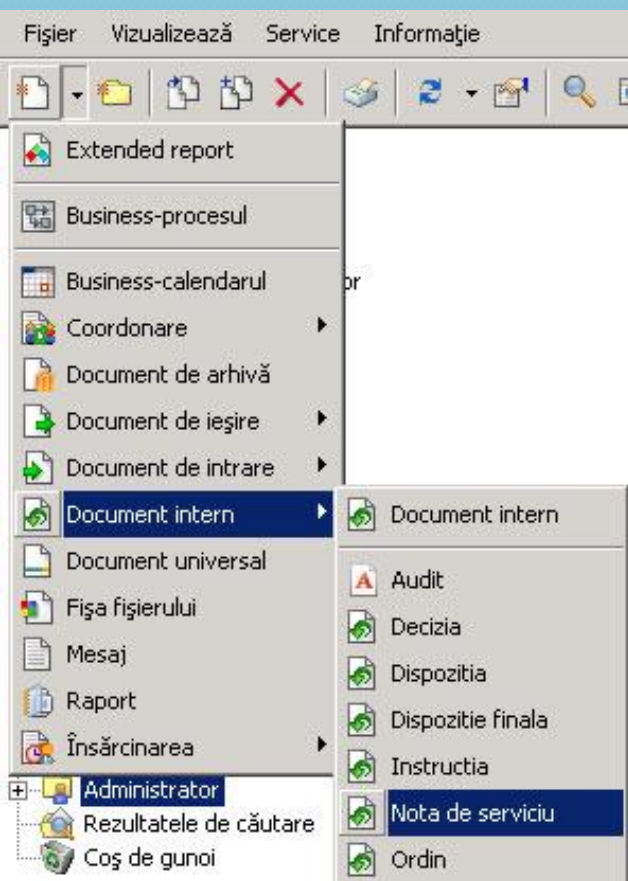 Fişier Vizualizează Service Informaţie
Extended report
Business-procesul
Business-calendarul
or
Coordonare
Document de arhivă
Document de ieşire
Document de intrare
Document intern
Document intern
Document universal
Audit
Fişa fişierului
Decizia
Mesaj
Dispozitia
Raport
Dispozitie finala
Însărcinarea
Instructia
Administrator
Nota de serviciu
Rezultatele de căutare
Coş de gunoi
Ordin